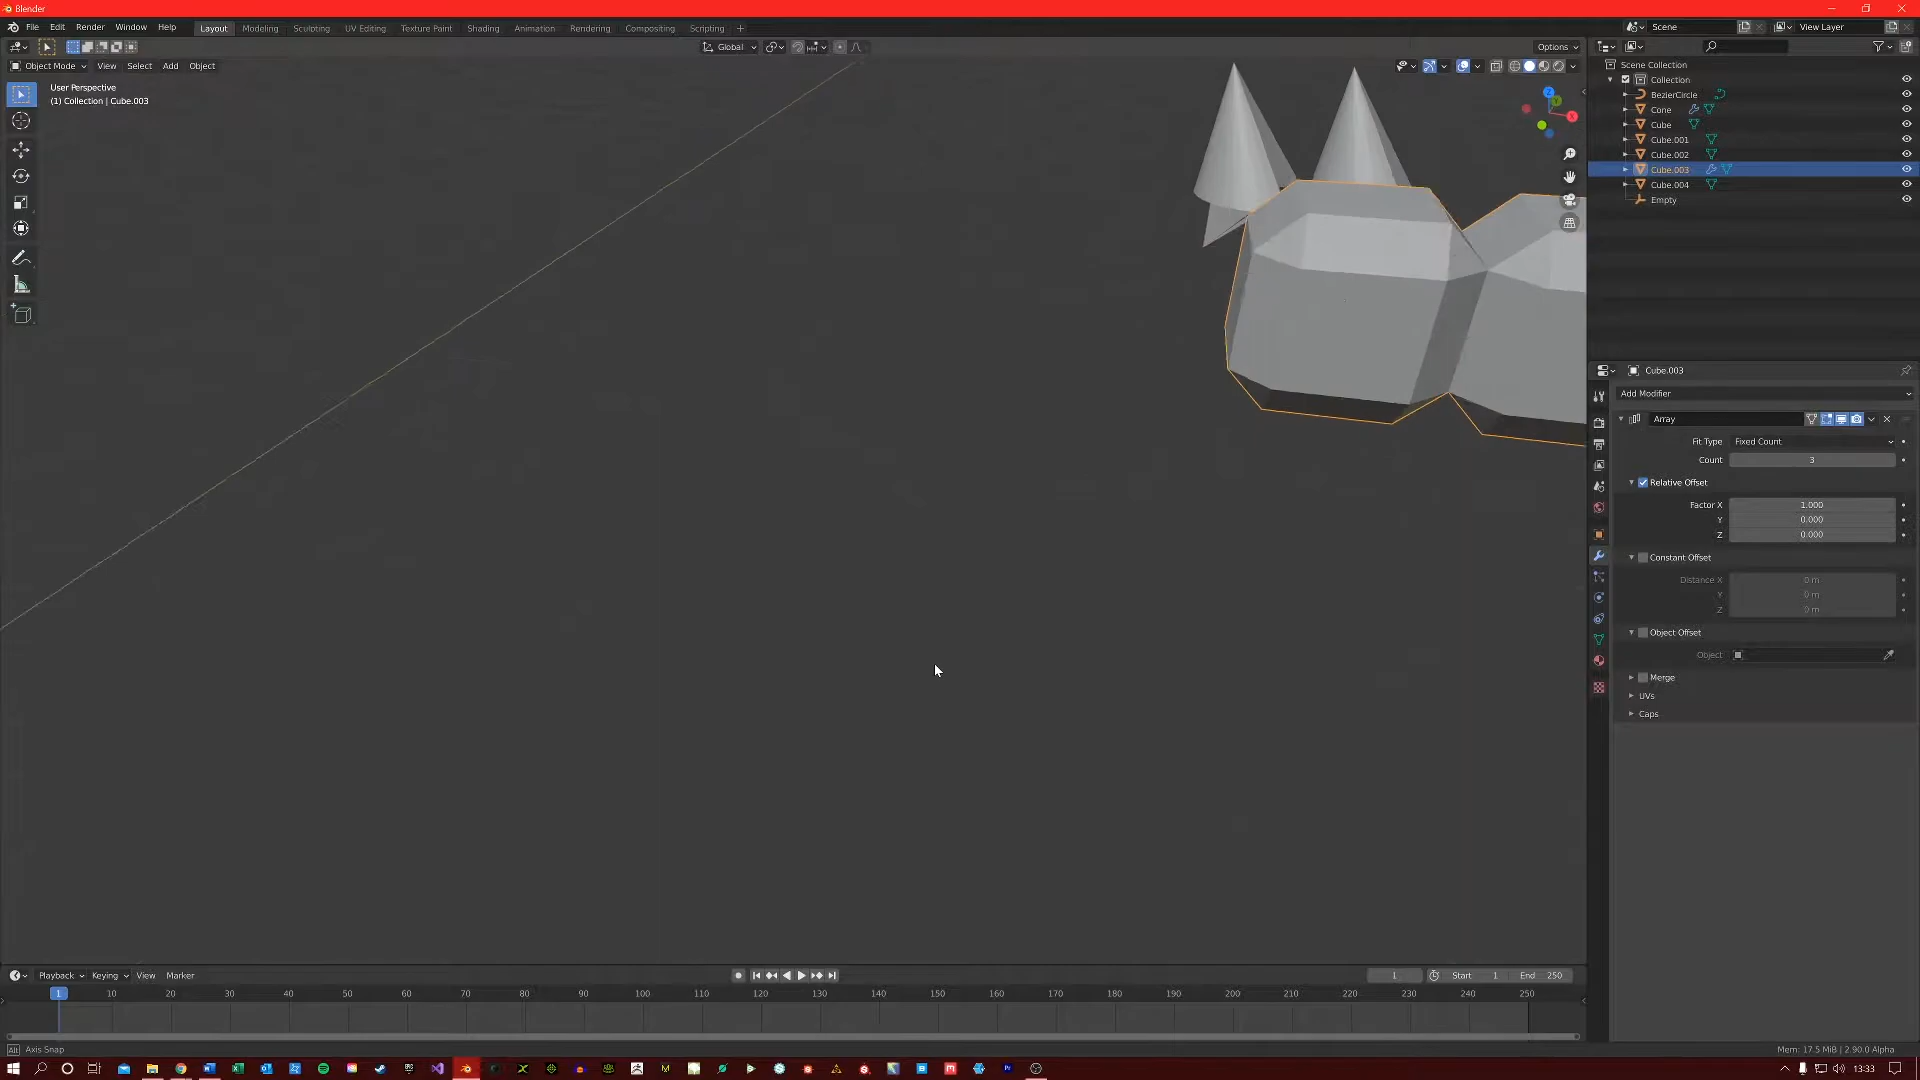 Blender
File Edit Render Window Help
Layout Modeling Sculpting UV Editing Texture Paint Shading Animation Rendering Compositing Scripting +
Scene
View Layer
Global
Options
Object Mode View Select Add Object
User Perspective
(1) Collection | Cube.003
Z
Y
X
Scene Collection
Collection
BezierCircle
Cone
Cube
Cube.001
Cube.002
Cube.003
Cube.004
Empty
Cube.003
Add Modifier
Array
Fit Type Fixed Count
Count 3
Relative Offset
Factor X 1.000
Y 0.000
Z 0.000
Constant Offset
Distance X 0 m
Y 0 m
Z 0 m
Object Offset
Object
Merge
UVs
Caps
Playback Keying View Marker
1 Start 1 End 250
1 10 20 30 40 50 60 70 80 90 100 110 120 130 140 150 160 170 180 190 200 210 220 230 240 250
Alt Axis Snap
Mem: 17.5 MiB | 2.90.0 Alpha
13:33